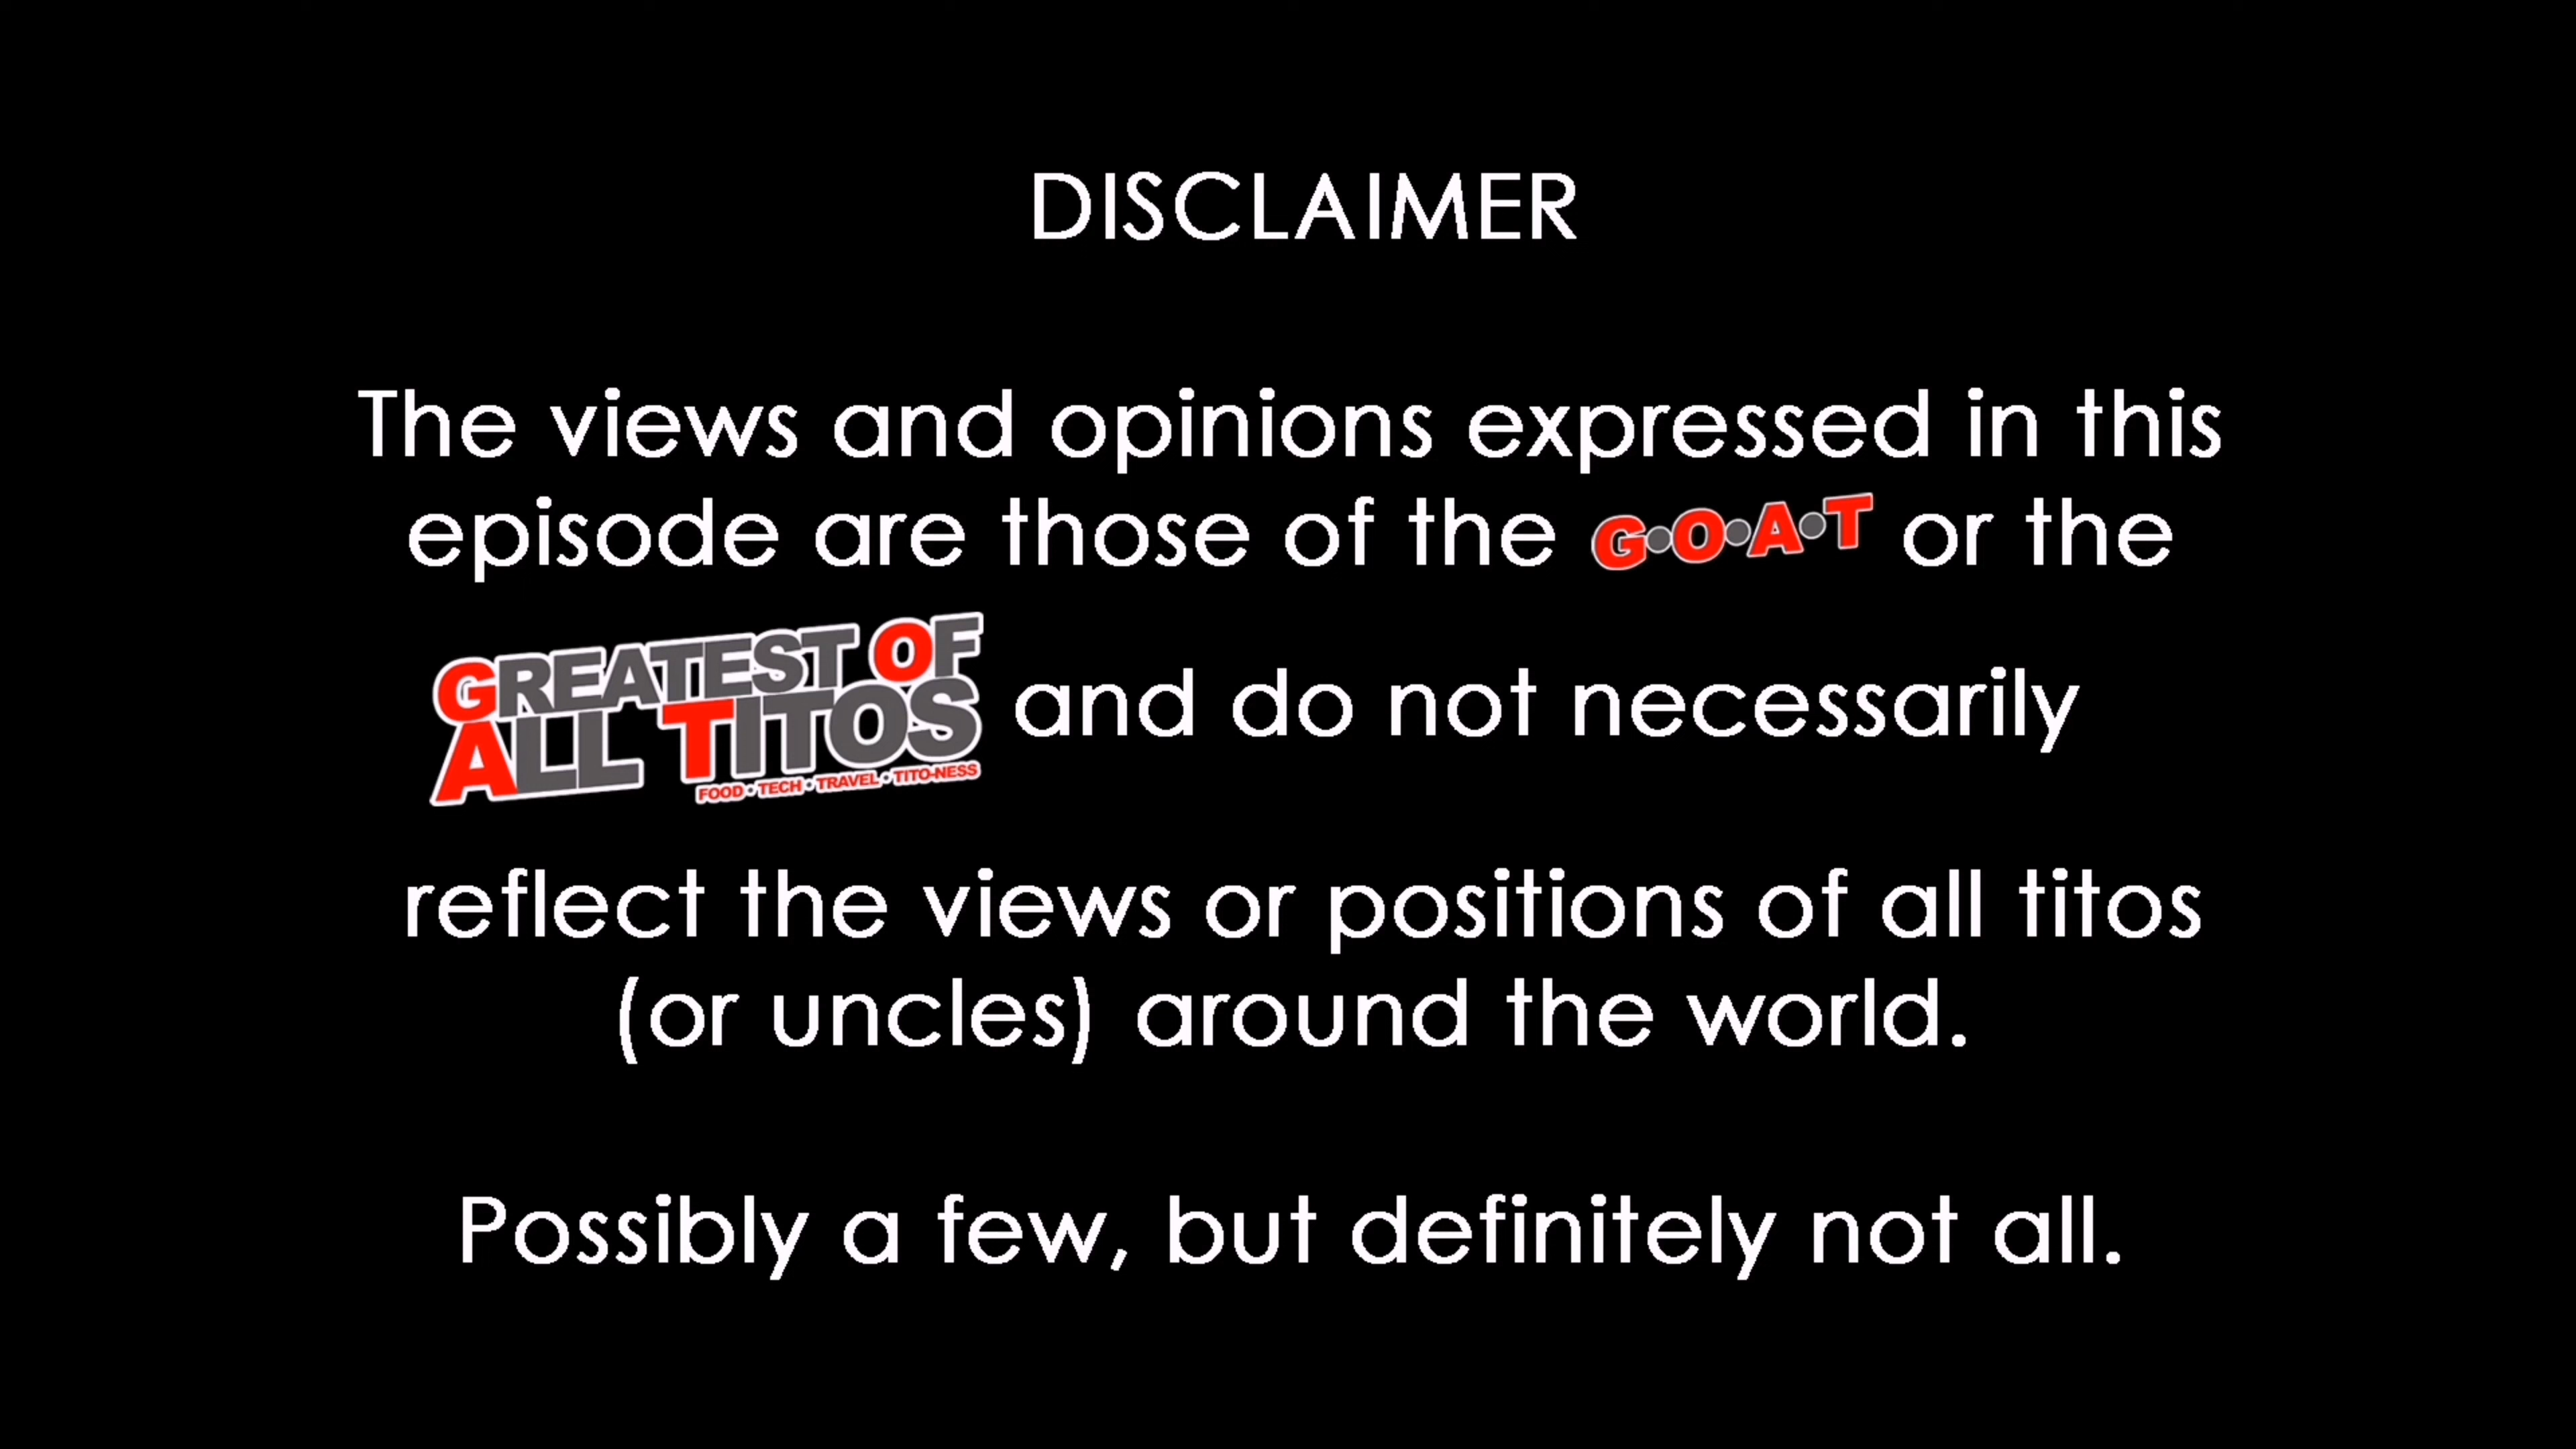 DISCLAIMER
The views and opinions expressed in this
episode are those of the G•O•A•T or the
GREATEST OF
ALL TITOS
FOOD • TECH • TRAVEL • TITO-NESS
and do not necessarily
reflect the views or positions of all titos
(or uncles) around the world.
Possibly a few, but definitely not all.